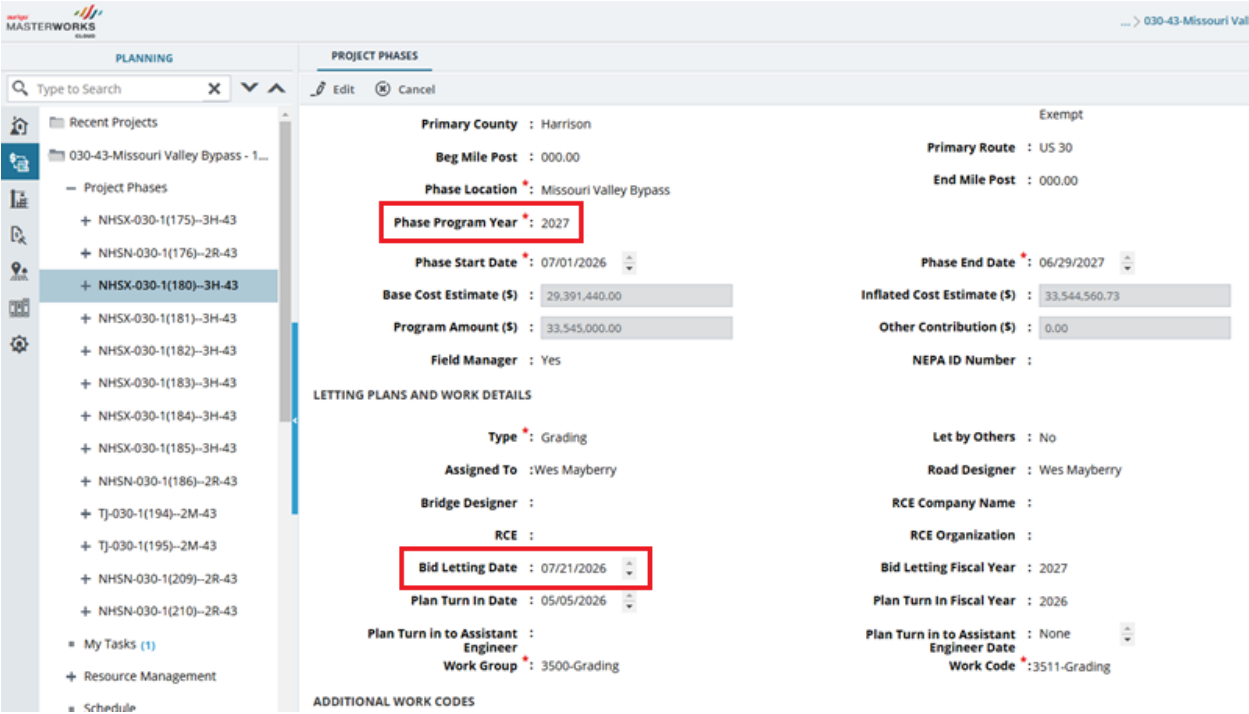 aurigo
MASTERWORKS
CLOUD
... > 030-43-Missouri Vall
PLANNING
PROJECT PHASES
Type to Search
Edit Cancel
Recent Projects
030-43-Missouri Valley Bypass - 1...
Project Phases
NHSX-030-1(175)--3H-43
NHSN-030-1(176)--2R-43
NHSX-030-1(180)--3H-43
NHSX-030-1(181)--3H-43
NHSX-030-1(182)--3H-43
NHSX-030-1(183)--3H-43
NHSX-030-1(184)--3H-43
NHSX-030-1(185)--3H-43
NHSN-030-1(186)--2R-43
TJ-030-1(194)--2M-43
TJ-030-1(195)--2M-43
NHSN-030-1(209)--2R-43
NHSN-030-1(210)--2R-43
My Tasks (1)
Resource Management
Schedule
Exempt
Primary County : Harrison
Primary Route : US 30
Beg Mile Post : 000.00
End Mile Post : 000.00
Phase Location *: Missouri Valley Bypass
Phase Program Year *: 2027
Phase Start Date *: 07/01/2026
Phase End Date *: 06/29/2027
Base Cost Estimate ($) : 29,391,440.00
Inflated Cost Estimate ($) : 33,544,560.73
Program Amount ($) : 33,545,000.00
Other Contribution ($) : 0.00
Field Manager : Yes
NEPA ID Number :
LETTING PLANS AND WORK DETAILS
Type *: Grading
Let by Others : No
Assigned To :Wes Mayberry
Road Designer : Wes Mayberry
Bridge Designer :
RCE Company Name :
RCE :
RCE Organization :
Bid Letting Date : 07/21/2026
Bid Letting Fiscal Year : 2027
Plan Turn In Date : 05/05/2026
Plan Turn In Fiscal Year : 2026
Plan Turn in to Assistant :
Engineer
Plan Turn in to Assistant : None
Engineer Date
Work Group *: 3500-Grading
Work Code *:3511-Grading
ADDITIONAL WORK CODES